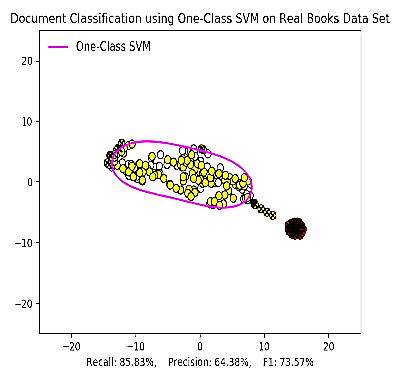 Document Classification using One-Class SVM on Real Books Data Set
One-Class SVM
20
10
0
−10
−20
−20 −10 0 10 20
Recall: 85.83%, Precision: 64.38%, F1: 73.57%